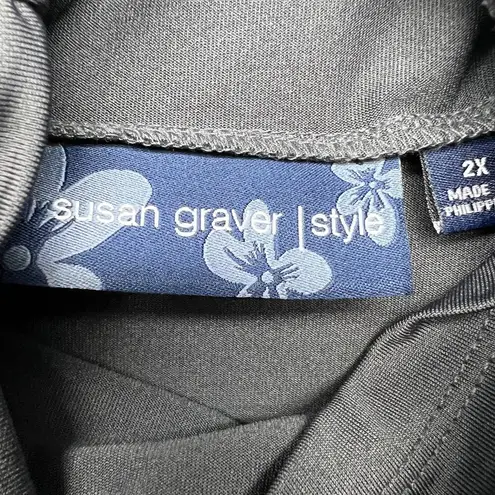 susan graver | style
2X
MADE
PHILIPP